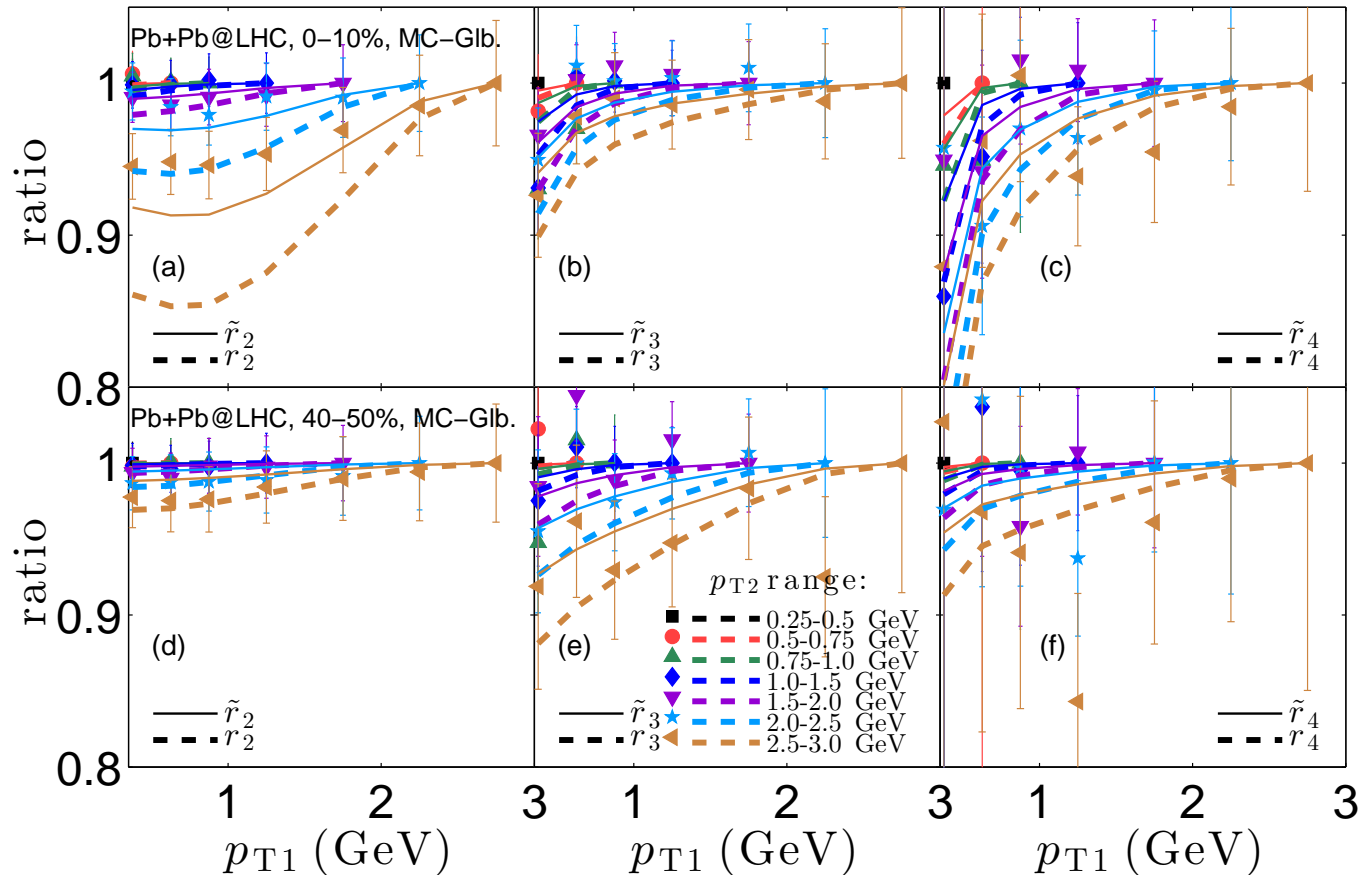 Pb+Pb@LHC, 0−10%, MC−Glb.
ratio
1
0.9
0.8
(a)
r̃2
r2
(b)
r̃3
r3
(c)
r̃4
r4
Pb+Pb@LHC, 40−50%, MC−Glb.
ratio
1
0.9
0.8
(d)
r̃2
r2
(e)
r̃3
r3
pT2 range:
0.25-0.5 GeV
0.5-0.75 GeV
0.75-1.0 GeV
1.0-1.5 GeV
1.5-2.0 GeV
2.0-2.5 GeV
2.5-3.0 GeV
(f)
r̃4
r4
1 2 3 1 2 3 1 2 3
pT1 (GeV) pT1 (GeV) pT1 (GeV)